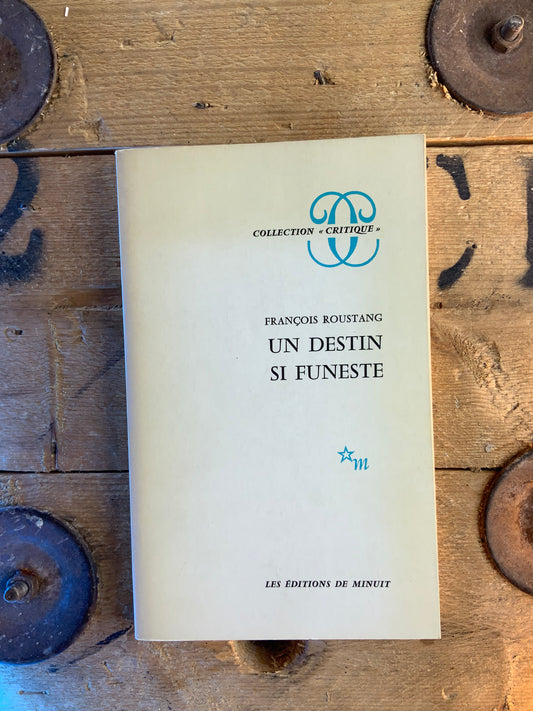 COLLECTION « CRITIQUE »
FRANÇOIS ROUSTANG
UN DESTIN
SI FUNESTE
m
LES ÉDITIONS DE MINUIT